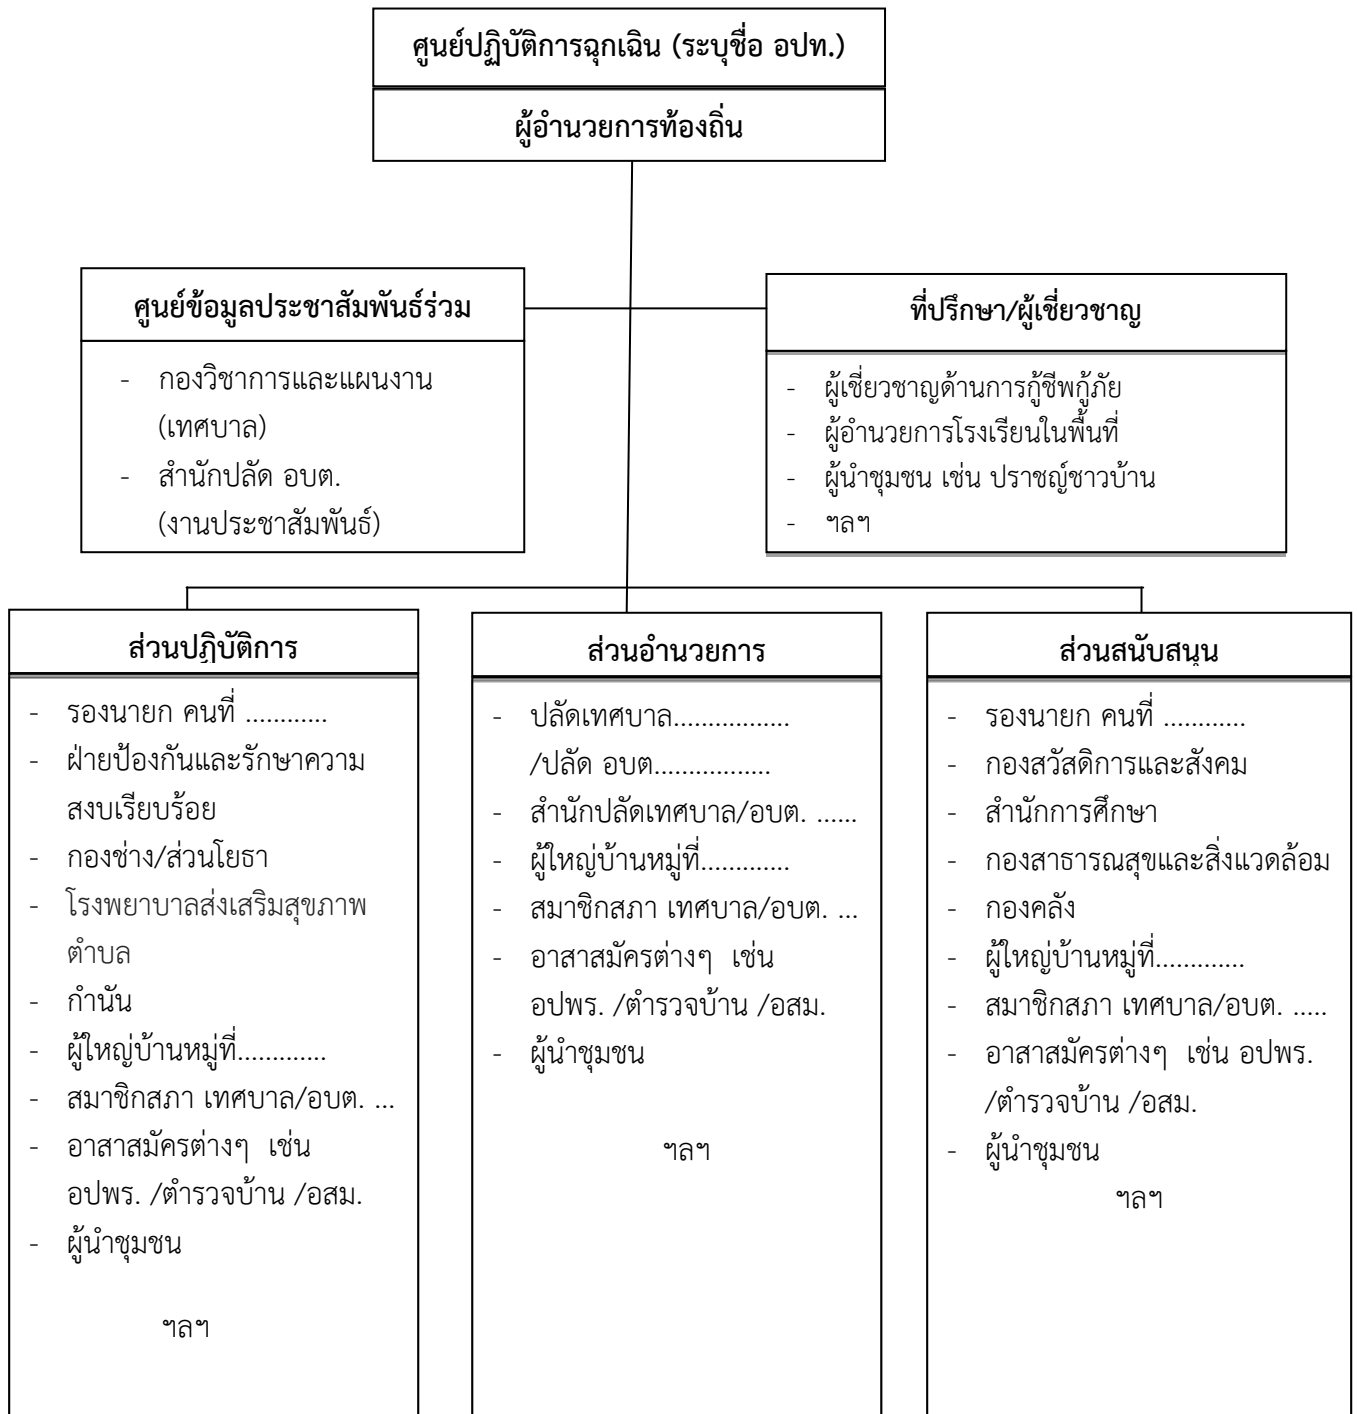 ศูนย์ปฏิบัติการฉุกเฉิน (ระบุชื่อ อปท.)
ผู้อำนวยการท้องถิ่น
ศูนย์ข้อมูลประชาสัมพันธ์ร่วม
- กองวิชาการและแผนงาน
(เทศบาล)
- สำนักปลัด อบต.
(งานประชาสัมพันธ์)
ที่ปรึกษา/ผู้เชี่ยวชาญ
- ผู้เชี่ยวชาญด้านการกู้ชีพกู้ภัย
- ผู้อำนวยการโรงเรียนในพื้นที่
- ผู้นำชุมชน เช่น ปราชญ์ชาวบ้าน
- ฯลฯ
ส่วนปฏิบัติการ
- รองนายก คนที่ ............
- ฝ่ายป้องกันและรักษาความ
สงบเรียบร้อย
- กองช่าง/ส่วนโยธา
- โรงพยาบาลส่งเสริมสุขภาพ
ตำบล
- กำนัน
- ผู้ใหญ่บ้านหมู่ที่.............
- สมาชิกสภา เทศบาล/อบต. ...
- อาสาสมัครต่างๆ เช่น
อปพร. /ตำรวจบ้าน /อสม.
- ผู้นำชุมชน
ฯลฯ
ส่วนอำนวยการ
- ปลัดเทศบาล.................
/ปลัด อบต.................
- สำนักปลัดเทศบาล/อบต. ......
- ผู้ใหญ่บ้านหมู่ที่.............
- สมาชิกสภา เทศบาล/อบต. ...
- อาสาสมัครต่างๆ เช่น
อปพร. /ตำรวจบ้าน /อสม.
- ผู้นำชุมชน
ฯลฯ
ส่วนสนับสนุน
- รองนายก คนที่ ............
- กองสวัสดิการและสังคม
- สำนักการศึกษา
- กองสาธารณสุขและสิ่งแวดล้อม
- กองคลัง
- ผู้ใหญ่บ้านหมู่ที่.............
- สมาชิกสภา เทศบาล/อบต. .....
- อาสาสมัครต่างๆ เช่น อปพร.
/ตำรวจบ้าน /อสม.
- ผู้นำชุมชน
ฯลฯ